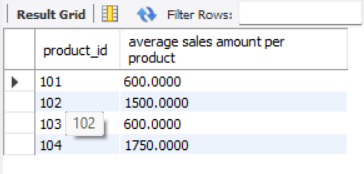 Result Grid Filter Rows:
product_id average sales amount per product
101 600.0000
102 1500.0000
103 102 600.0000
104 1750.0000